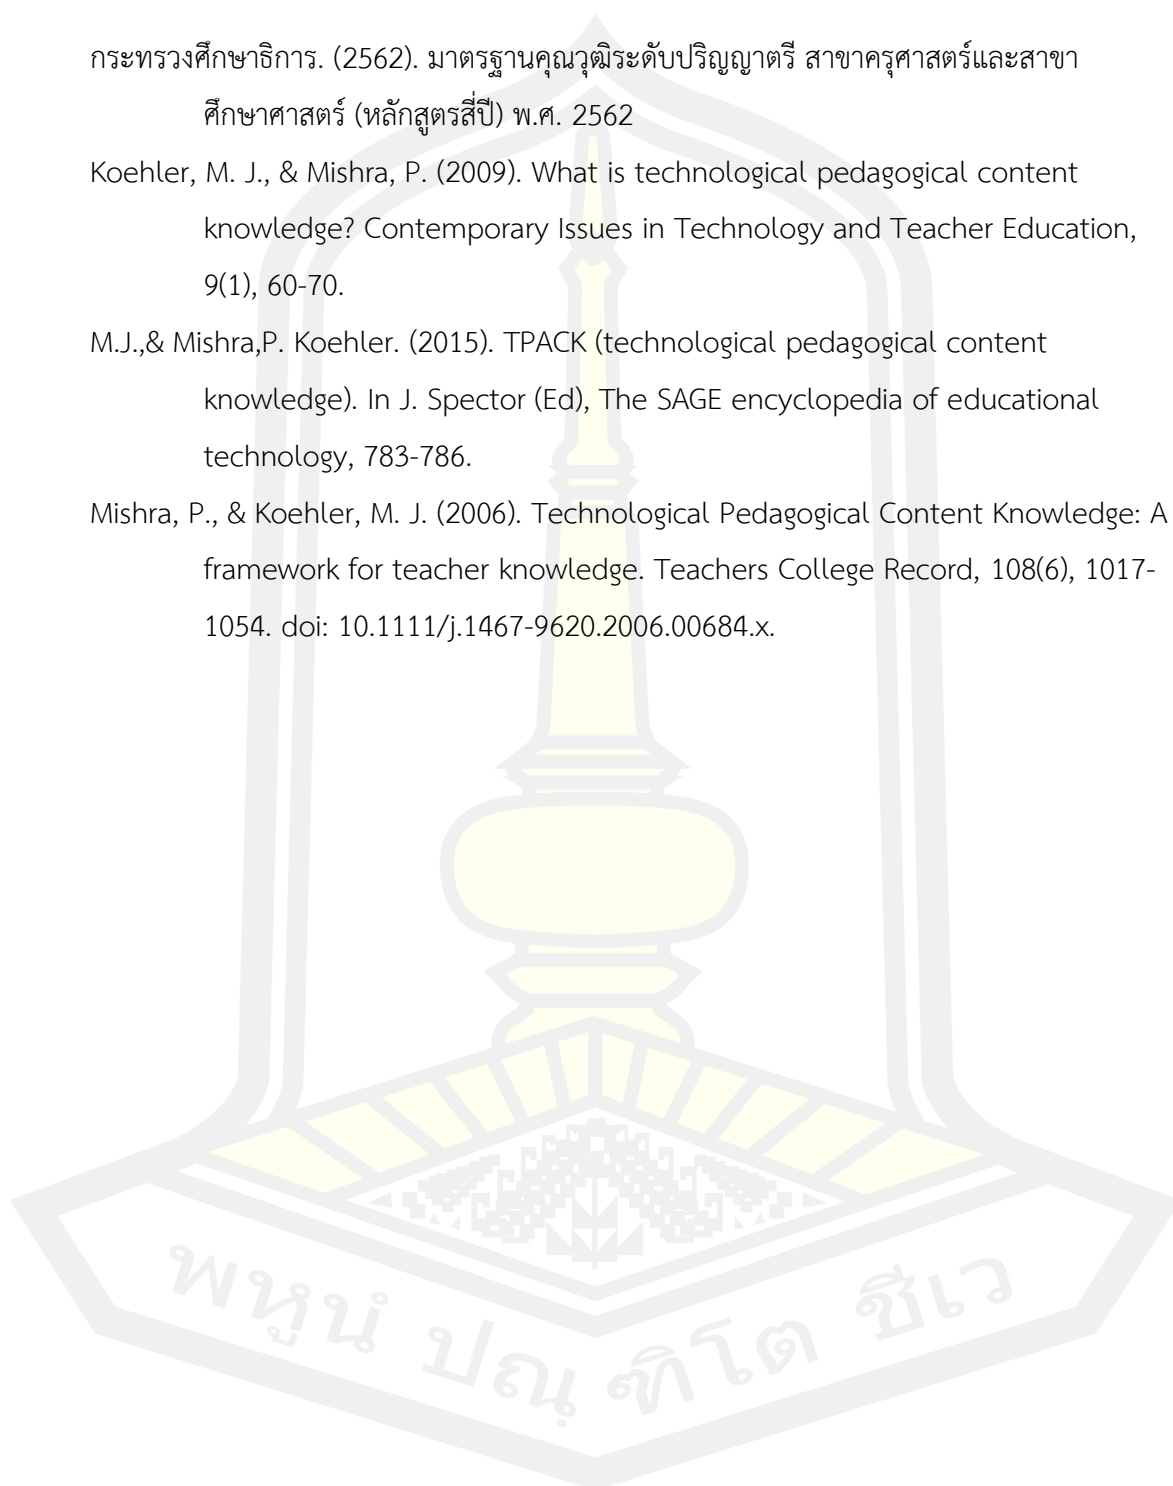 กระทรวงศึกษาธิการ. (2562). มาตรฐานคุณวุฒิระดับปริญญาตรี สาขาครุศาสตร์และสาขา
ศึกษาศาสตร์ (หลักสูตรสี่ปี) พ.ศ. 2562
Koehler, M. J., & Mishra, P. (2009). What is technological pedagogical content
knowledge? Contemporary Issues in Technology and Teacher Education,
9(1), 60-70.
M.J.,& Mishra,P. Koehler. (2015). TPACK (technological pedagogical content
knowledge). In J. Spector (Ed), The SAGE encyclopedia of educational
technology, 783-786.
Mishra, P., & Koehler, M. J. (2006). Technological Pedagogical Content Knowledge: A
framework for teacher knowledge. Teachers College Record, 108(6), 1017-
1054. doi: 10.1111/j.1467-9620.2006.00684.x.
พหูนํ ปณฺ ฑิโต ชีเว